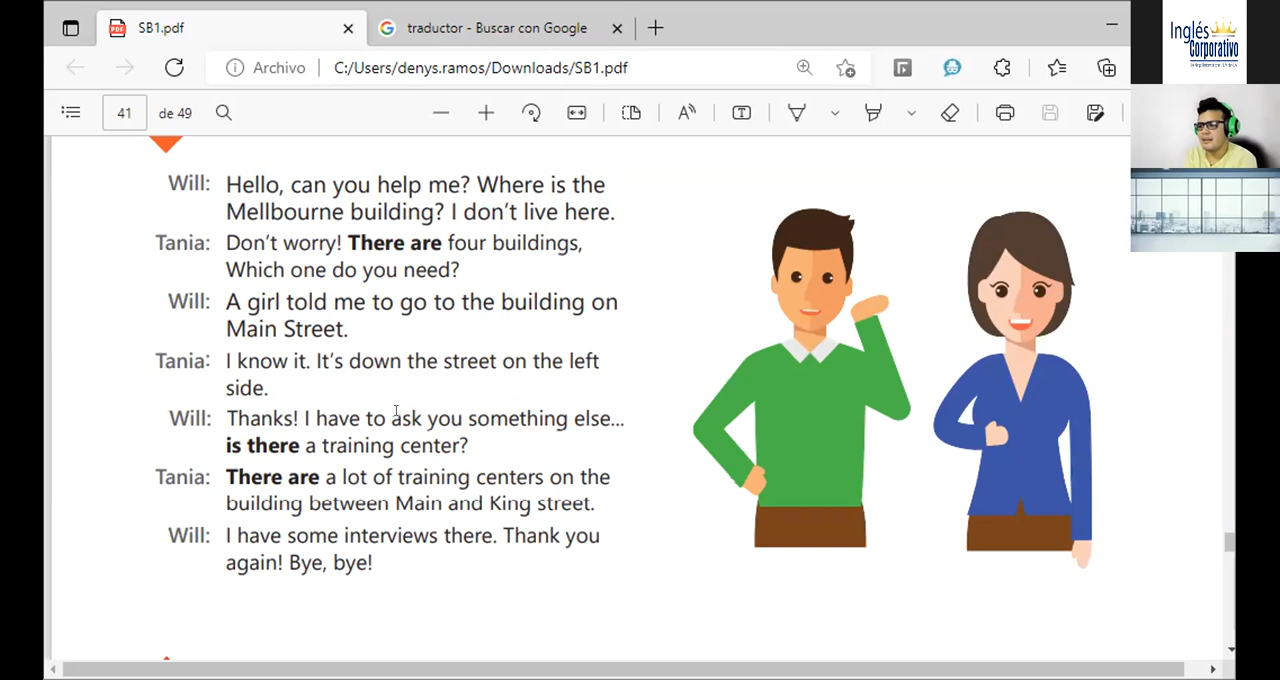 SB1.pdf
traductor - Buscar con Google
Archivo
C:/Users/denys.ramos/Downloads/SB1.pdf
41 de 49
Inglés
Corporativo
Will: Hello, can you help me? Where is the
Mellbourne building? I don't live here.
Tania: Don't worry! There are four buildings,
Which one do you need?
Will: A girl told me to go to the building on
Main Street.
Tania: I know it. It's down the street on the left
side.
Will: Thanks! I have to ask you something else...
is there a training center?
Tania: There are a lot of training centers on the
building between Main and King street.
Will: I have some interviews there. Thank you
again! Bye, bye!